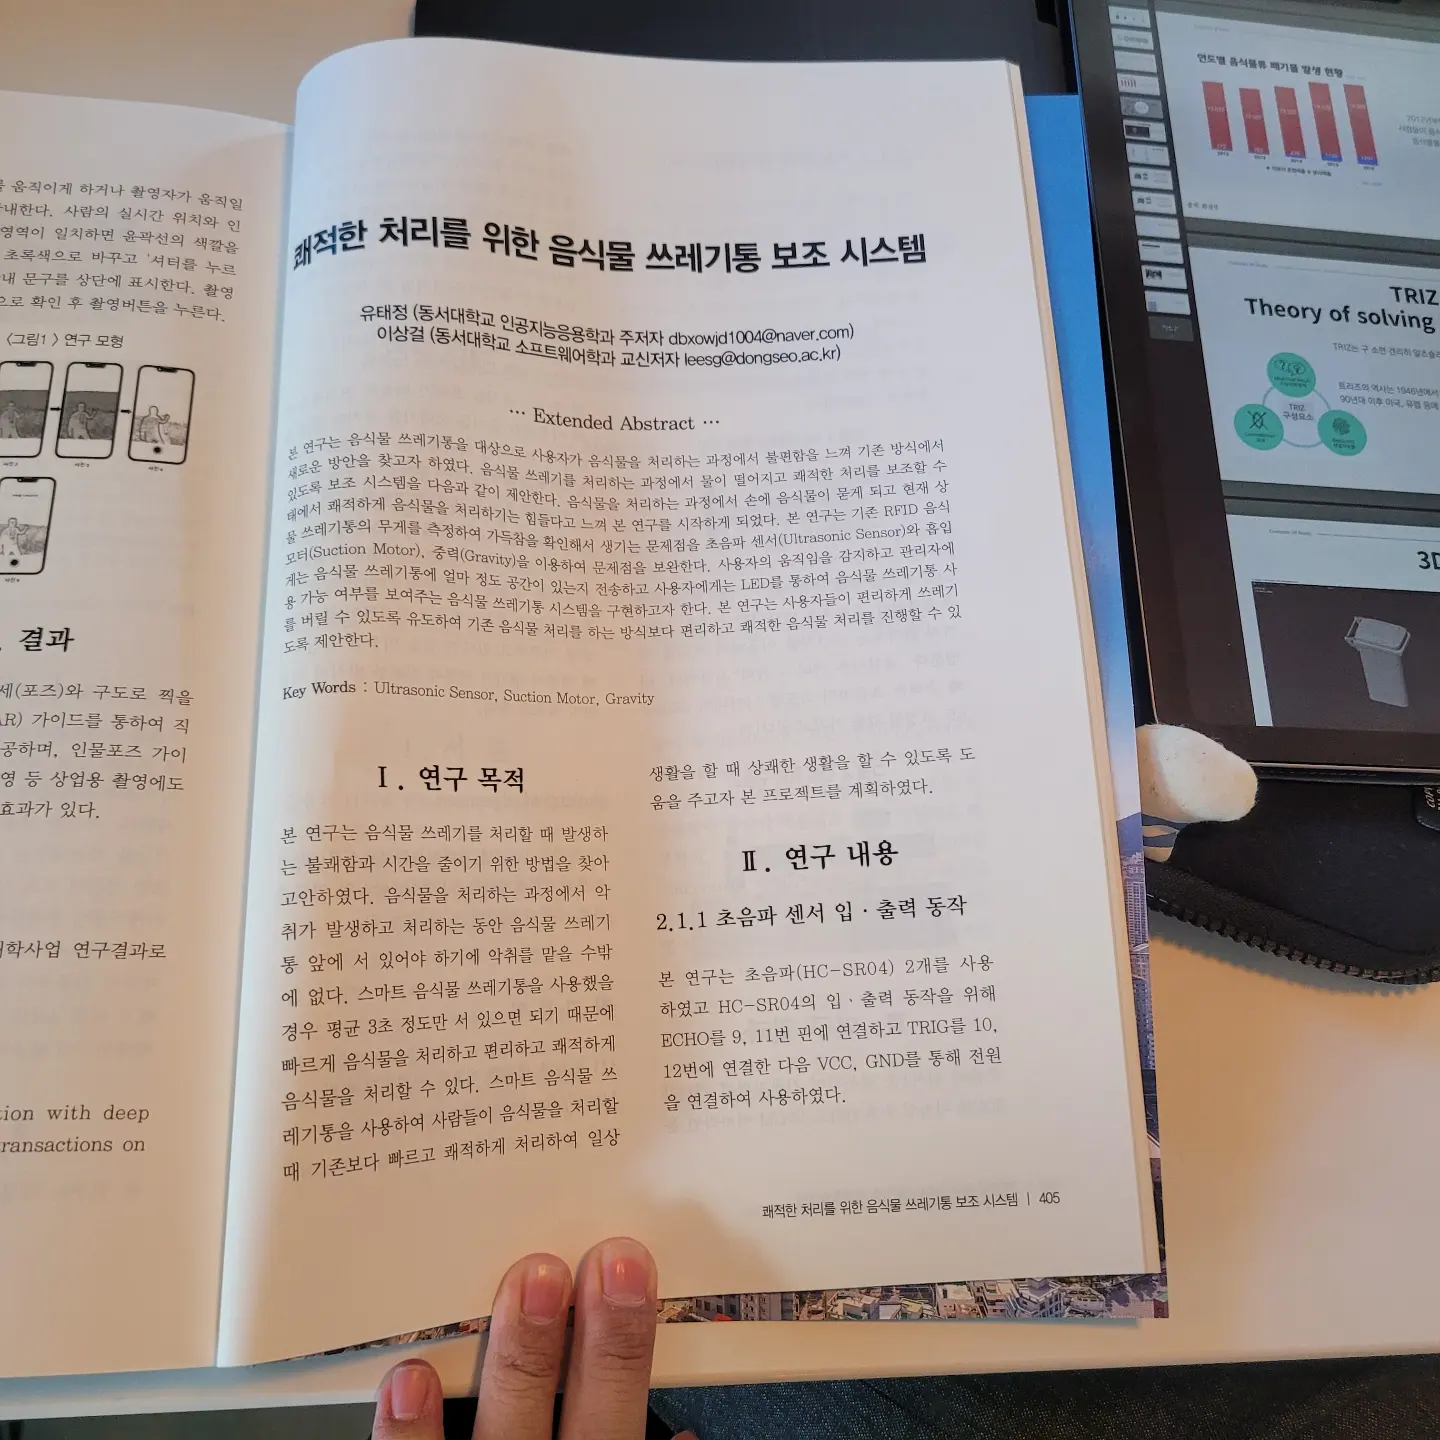 를 움직이게 하거나 촬영자가 움직일
사람의 실시간 위치와 인
영역이 일치하면 윤곽선의 색깔을
초록색으로 바꾸고 '셔터를 누르
문구를 상단에 표시한다. 촬영
으로 확인 후 촬영버튼을 누른다.
〈그림1〉 연구 모형
결과
(포즈)와 구도로 찍을
가이드를 통하여 직
인물포즈 가이
등 상업용 촬영에도
효과가 있다.
연구결과로
with deep
on
쾌적한 처리를 위한 음식물 쓰레기통 보조 시스템
유태정 (동서대학교 인공지능응용학과 주저자 dbxowjd1004@naver.com)
이상걸 (동서대학교 소프트웨어학과 교신저자 leesg@dongseo.ac.kr)
··· Extended Abstract ···
본 연구는 음식물 쓰레기통을 대상으로 사용자가 음식물을 처리하는 과정에서 불편함을 느껴 기존 방식에서
새로운 방안을 찾고자 하였다. 음식물 쓰레기를 처리하는 과정에서 물이 떨어지고 쾌적한 처리를 보조할 수
있도록 보조 시스템을 다음과 같이 제안한다. 음식물을 처리하는 과정에서 손에 음식물이 묻게 되고 현재 상
태에서 쾌적하게 음식물을 처리하기는 힘들다고 느껴 본 연구를 시작하게 되었다. 본 연구는 기존 RFID 음식
물 쓰레기통의 무게를 측정하여 가득참을 확인해서 생기는 문제점을 초음파 센서(Ultrasonic Sensor)와 흡입
모터(Suction Motor), 중력(Gravity)을 이용하여 문제점을 보완한다. 사용자의 움직임을 감지하고 관리자에
게는 음식물 쓰레기통에 얼마 정도 공간이 있는지 전송하고 사용자에게는 LED를 통하여 음식물 쓰레기통 사
용 가능 여부를 보여주는 음식물 쓰레기통 시스템을 구현하고자 한다. 본 연구는 사용자들이 편리하게 쓰레기
를 버릴 수 있도록 유도하여 기존 음식물 처리를 하는 방식보다 편리하고 쾌적한 음식물 처리를 진행할 수 있
도록 제안한다.
Key Words : Ultrasonic Sensor, Suction Motor, Gravity
Ⅰ. 연구 목적
본 연구는 음식물 쓰레기를 처리할 때 발생하
는 불쾌함과 시간을 줄이기 위한 방법을 찾아
고안하였다. 음식물을 처리하는 과정에서 악
취가 발생하고 처리하는 동안 음식물 쓰레기
통 앞에 서 있어야 하기에 악취를 맡을 수밖
에 없다. 스마트 음식물 쓰레기통을 사용했을
경우 평균 3초 정도만 서 있으면 되기 때문에
빠르게 음식물을 처리하고 편리하고 쾌적하게
음식물을 처리할 수 있다. 스마트 음식물 쓰
레기통을 사용하여 사람들이 음식물을 처리할
때 기존보다 빠르고 쾌적하게 처리하여 일상
생활을 할 때 상쾌한 생활을 할 수 있도록 도
움을 주고자 본 프로젝트를 계획하였다.
Ⅱ. 연구 내용
2.1.1 초음파 센서 입·출력 동작
본 연구는 초음파(HC-SR04) 2개를 사용
하였고 HC-SR04의 입·출력 동작을 위해
ECHO를 9, 11번 핀에 연결하고 TRIG를 10,
12번에 연결한 다음 VCC, GND를 통해 전원
을 연결하여 사용하였다.
쾌적한 처리를 위한 음식물 쓰레기통 보조 시스템 | 405
연도별 음식물류 폐기물 발생 현황
TRIZ
Theory of solving
TRIZ는 구 소련
트리즈의 역사는 1946년에서
90년대 이후 미국, 유럽 등에
TRIZ
구성요소